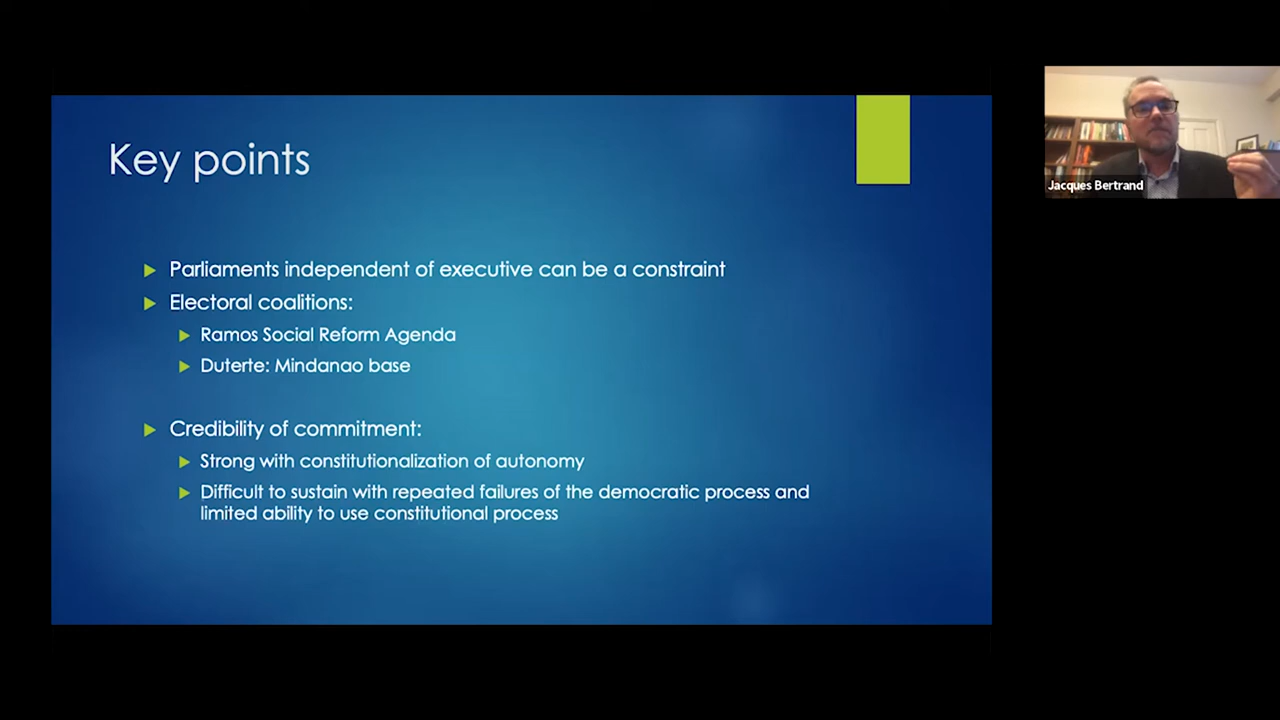 Key points
Parliaments independent of executive can be a constraint
Electoral coalitions:
Ramos Social Reform Agenda
Duterte: Mindanao base
Credibility of commitment:
Strong with constitutionalization of autonomy
Difficult to sustain with repeated failures of the democratic process and
limited ability to use constitutional process
Jacques Bertrand